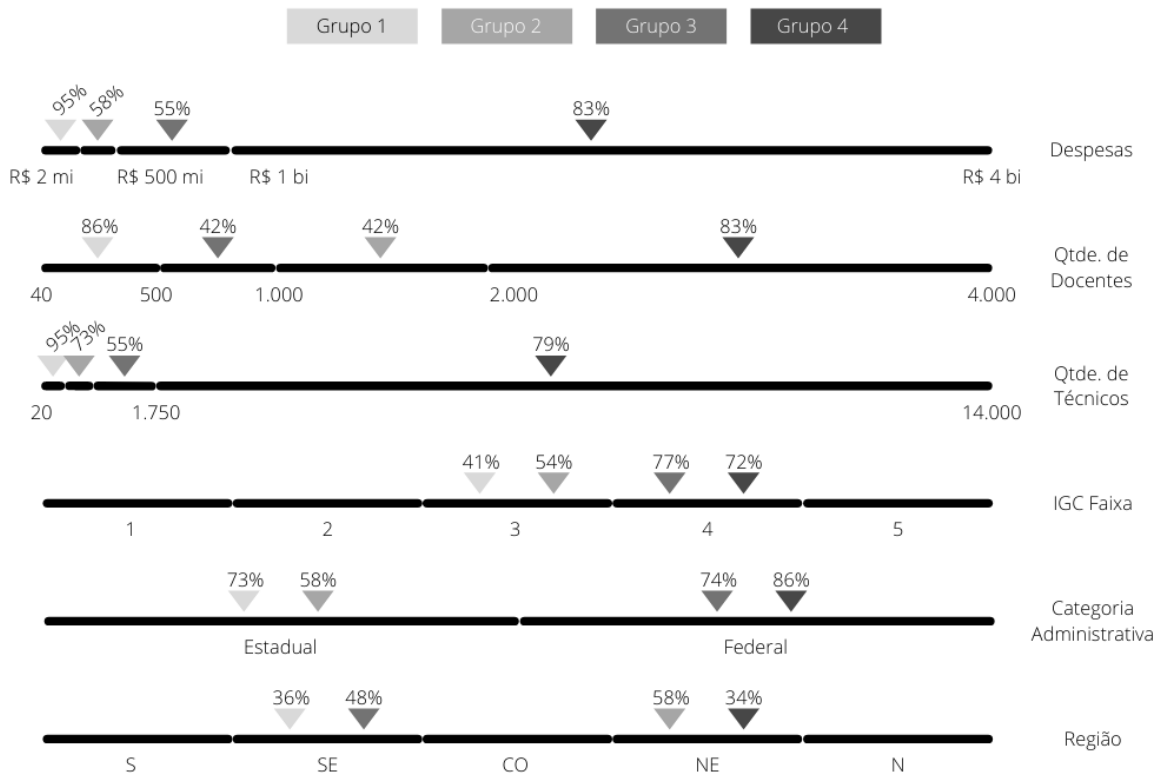 Grupo 1 Grupo 2 Grupo 3 Grupo 4
95% 58% 55% 83%
Despesas
R$ 2 mi R$ 500 mi R$ 1 bi R$ 4 bi
86% 42% 42% 83%
Qtde. de
Docentes
40 500 1.000 2.000 4.000
95% 73% 55% 79%
Qtde. de
Técnicos
20 1.750 14.000
41% 54% 77% 72%
IGC Faixa
1 2 3 4 5
73% 58% 74% 86%
Categoria
Administrativa
Estadual Federal
36% 48% 58% 34%
Região
S SE CO NE N